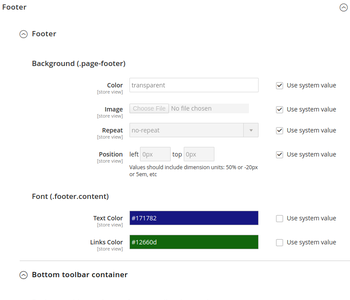 Footer
Footer
Background (.page-footer)
Color transparent Use system value
[store view]
Image Choose File No file chosen Use system value
[store view]
Repeat no-repeat Use system value
[store view]
Position left 0px top 0px Use system value
[store view]
Values should include dimension units: 50% or -20px
or 5em, etc
Font (.footer.content)
Text Color #171782 Use system value
[store view]
Links Color #12660d Use system value
[store view]
Bottom toolbar container